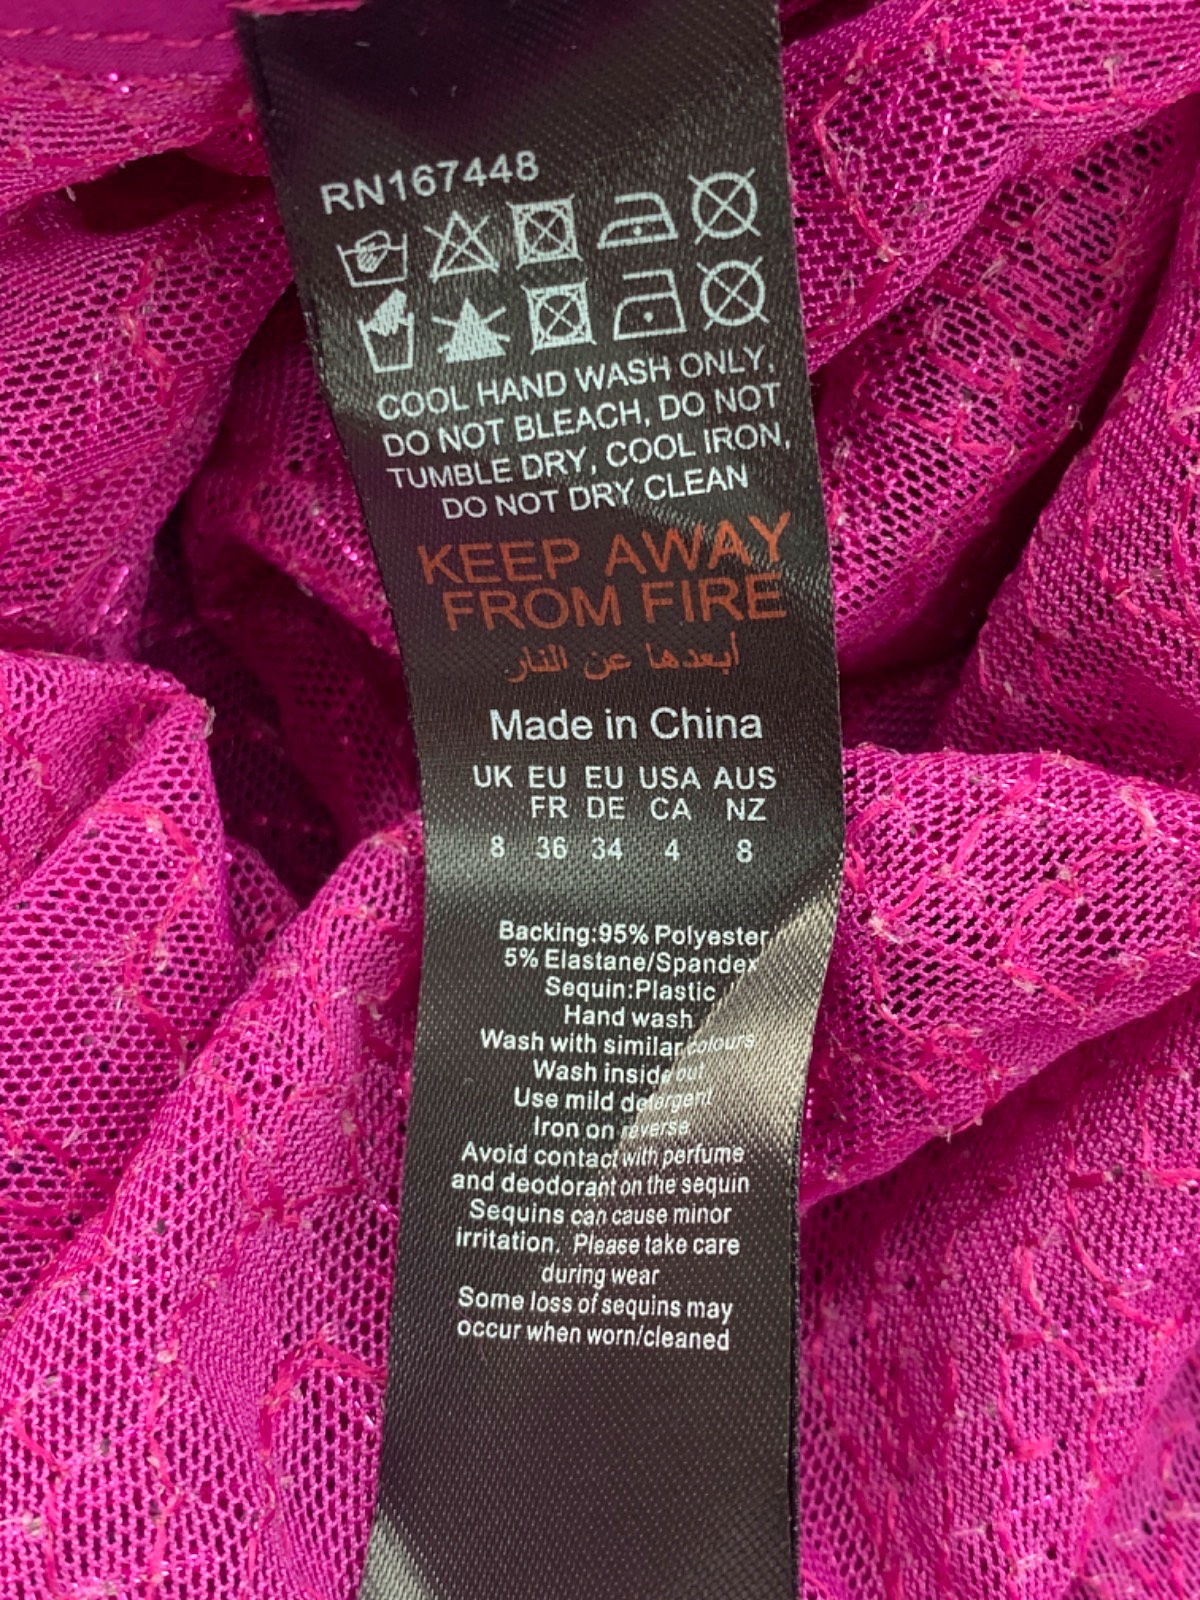 RN167448
COOL HAND WASH ONLY,
DO NOT BLEACH, DO NOT
TUMBLE DRY, COOL IRON,
DO NOT DRY CLEAN
KEEP AWAY
FROM FIRE
أبعدها عن النار
Made in China
UK EU EU USA AUS
FR DE CA NZ
8 36 34 4 8
Backing:95% Polyester
5% Elastane/Spandex
Sequin:Plastic
Hand wash
Wash with similar colours
Wash inside out
Use mild detergent
Iron on reverse
Avoid contact with perfume
and deodorant on the sequin
Sequins can cause minor
irritation. Please take care
during wear
Some loss of sequins may
occur when worn/cleaned